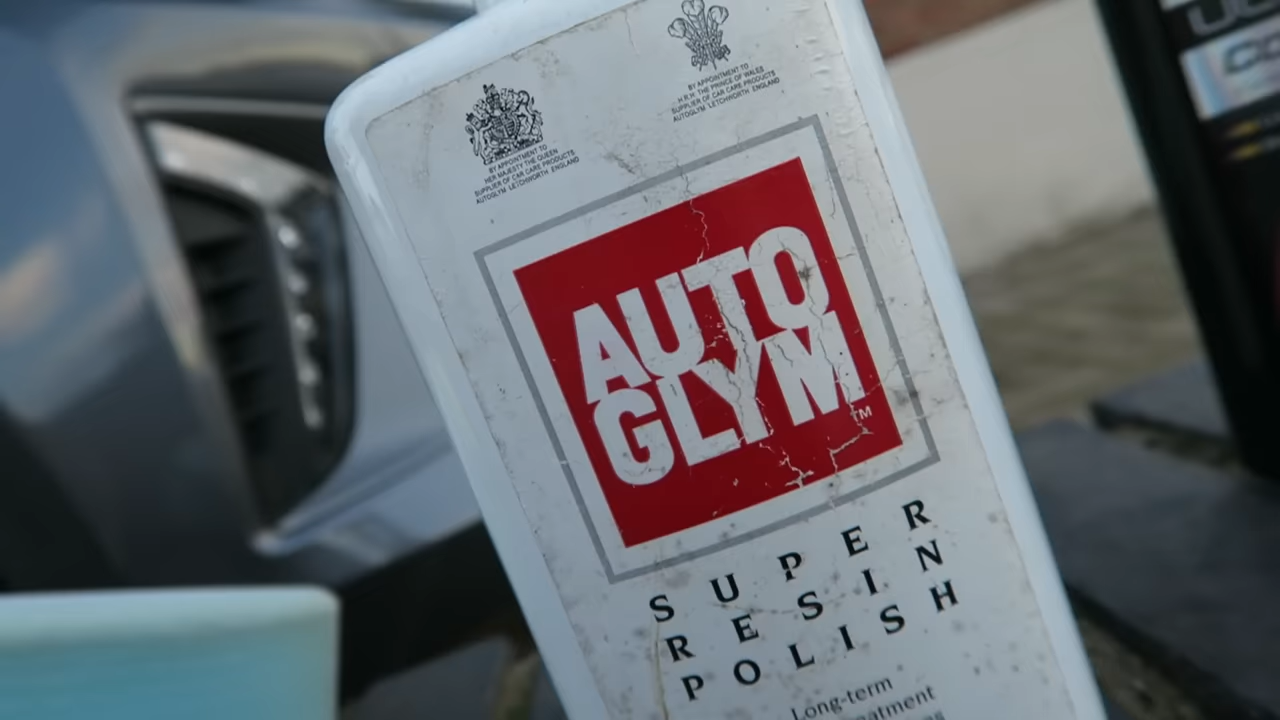 BY APPOINTMENT TO
HER MAJESTY THE QUEEN
SUPPLIER OF CAR CARE PRODUCTS
AUTOGLYM LETCHWORTH ENGLAND
BY APPOINTMENT TO
H.R.H. THE PRINCE OF WALES
SUPPLIER OF CAR CARE PRODUCTS
AUTOGLYM LETCHWORTH ENGLAND
AUTO
GLYM™
SUPER
RESIN
POLISH
Long-term